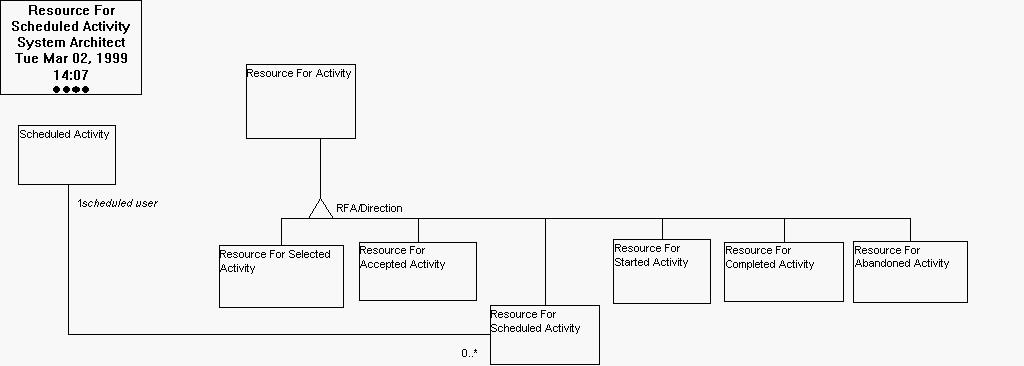 Resource For
Scheduled Activity
System Architect
Tue Mar 02, 1999
14:07
Resource For Activity
Scheduled Activity
1scheduled user
RFA/Direction
Resource For Selected
Activity
Resource For
Accepted Activity
Resource For
Started Activity
Resource For
Completed Activity
Resource For
Abandoned Activity
Resource For
Scheduled Activity
0..*